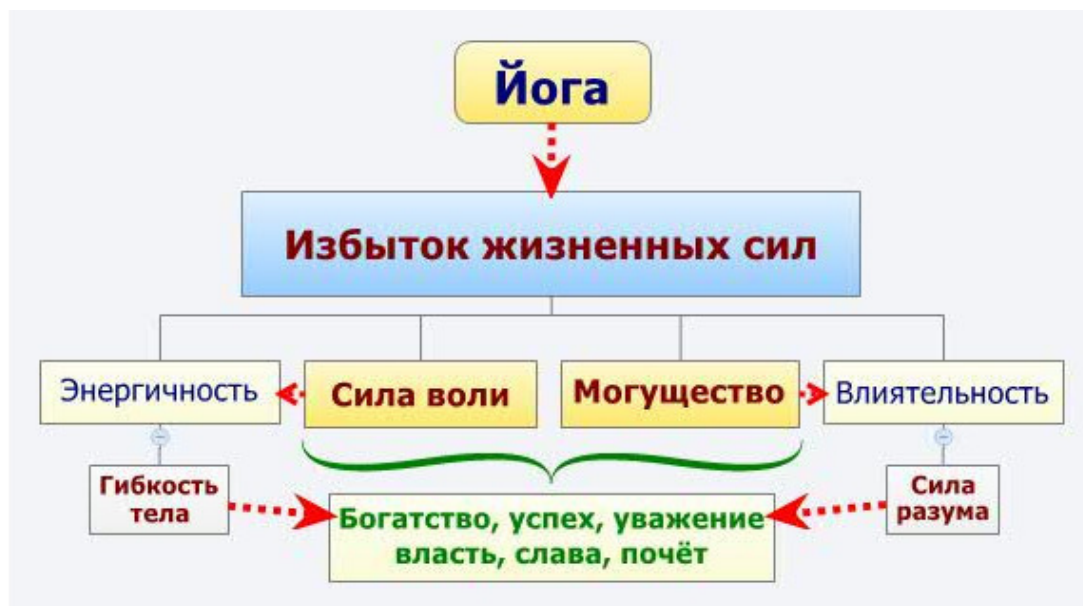 Йога
Избыток жизненных сил
Энергичность
Сила воли
Могущество
Влиятельность
Гибкость
тела
Богатство, успех, уважение
власть, слава, почёт
Сила
разума